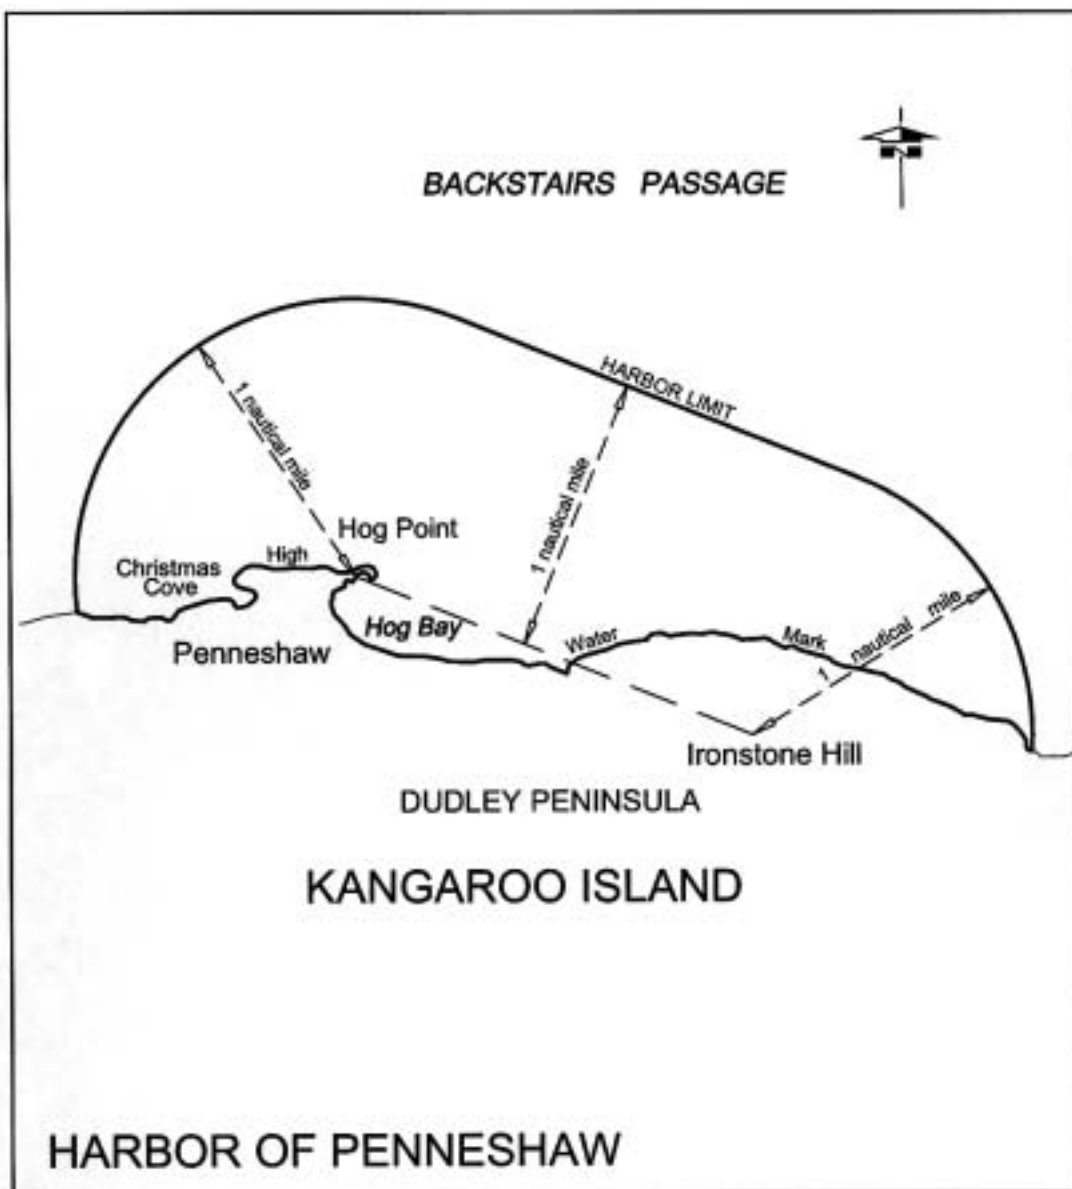 BACKSTAIRS PASSAGE
N
HARBOR LIMIT
1 nautical mile
1 nautical mile
Hog Point
High
Christmas
Cove
Hog Bay
Water
Mark
1 nautical mile
Penneshaw
Ironstone Hill
DUDLEY PENINSULA
KANGAROO ISLAND
HARBOR OF PENNESHAW